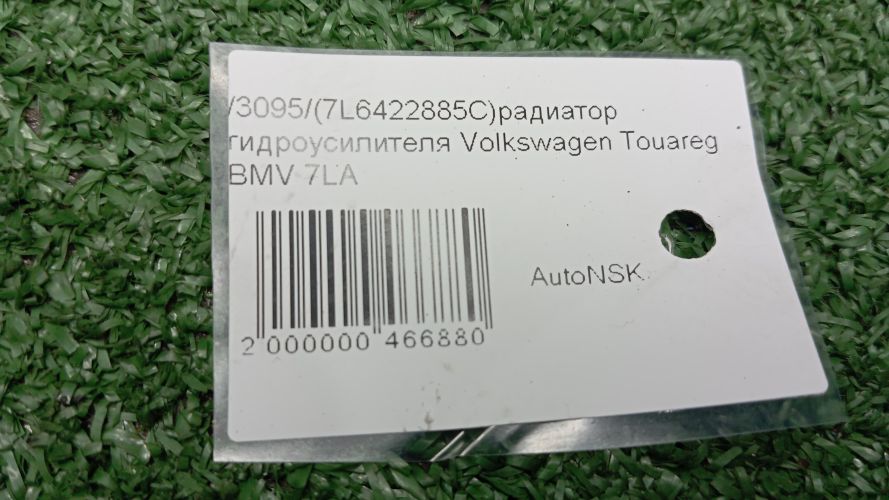 /3095/(7L6422885C)радиатор
гидроусилителя Volkswagen Touareg
BMV 7LA
AutoNSK
2 000000 466880